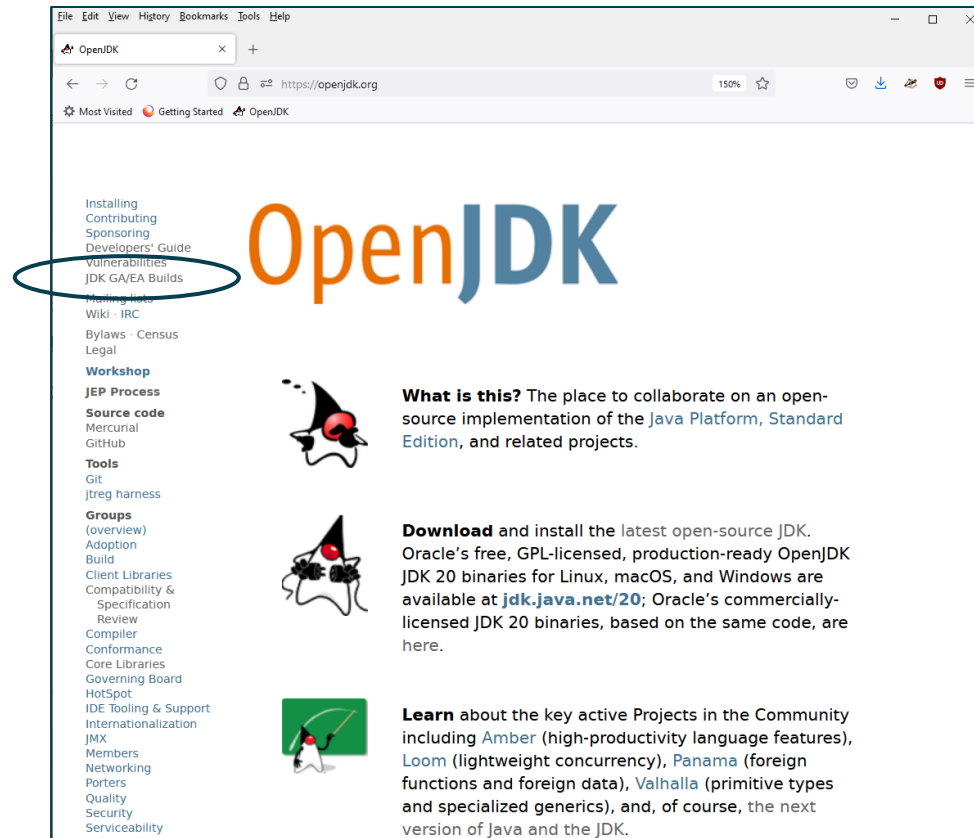 File Edit View History Bookmarks Tools Help
OpenJDK
https://openjdk.org
150%
Most Visited Getting Started OpenJDK
Installing
Contributing
Sponsoring
Developers' Guide
Vulnerabilities
JDK GA/EA Builds
Mailing lists
Wiki · IRC
Bylaws · Census
Legal
Workshop
JEP Process
Source code
Mercurial
GitHub
Tools
Git
jtreg harness
Groups
(overview)
Adoption
Build
Client Libraries
Compatibility &
Specification
Review
Compiler
Conformance
Core Libraries
Governing Board
HotSpot
IDE Tooling & Support
Internationalization
JMX
Members
Networking
Porters
Quality
Security
Serviceability
OpenJDK
What is this? The place to collaborate on an open-
source implementation of the Java Platform, Standard
Edition, and related projects.
Download and install the latest open-source JDK.
Oracle’s free, GPL-licensed, production-ready OpenJDK
JDK 20 binaries for Linux, macOS, and Windows are
available at jdk.java.net/20; Oracle’s commercially-
licensed JDK 20 binaries, based on the same code, are
here.
Learn about the key active Projects in the Community
including Amber (high-productivity language features),
Loom (lightweight concurrency), Panama (foreign
functions and foreign data), Valhalla (primitive types
and specialized generics), and, of course, the next
version of Java and the JDK.